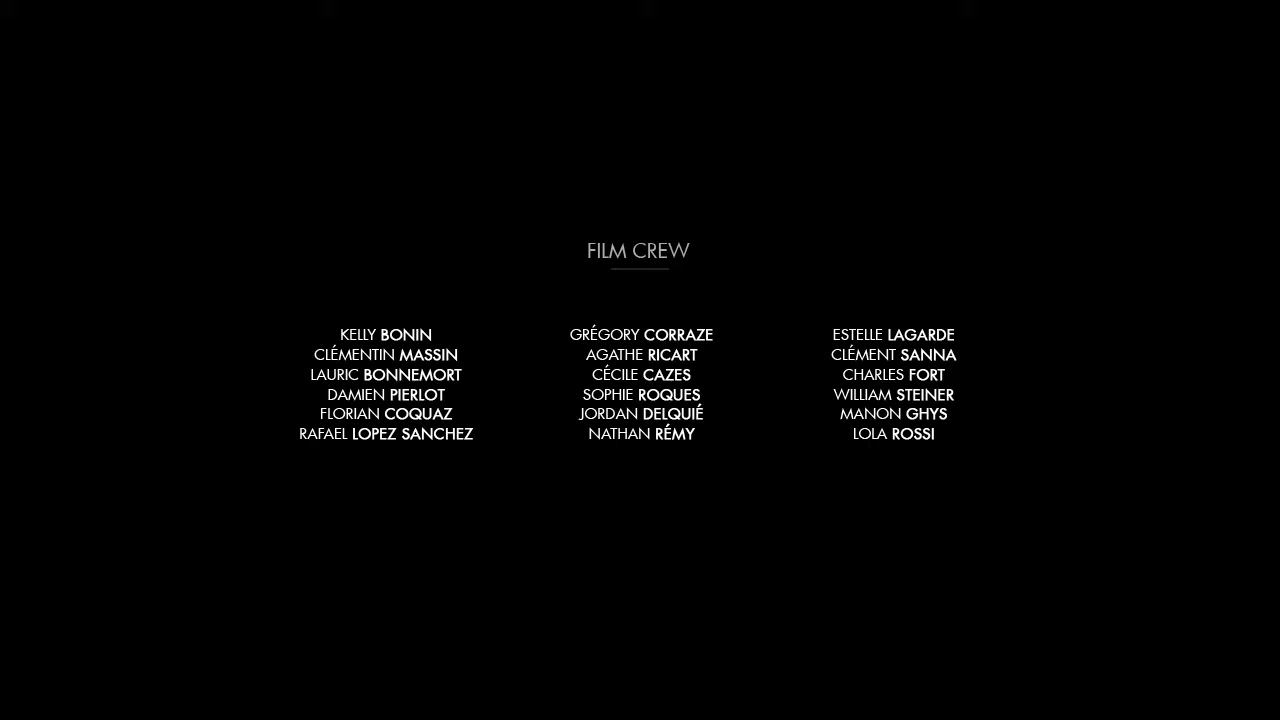 FILM CREW
KELLY BONIN
CLÉMENTIN MASSIN
LAURIC BONNEMORT
DAMIEN PIERLOT
FLORIAN COQUAZ
RAFAEL LOPEZ SANCHEZ
GRÉGORY CORRAZE
AGATHE RICART
CÉCILE CAZES
SOPHIE ROQUES
JORDAN DELQUIÉ
NATHAN RÉMY
ESTELLE LAGARDE
CLÉMENT SANNA
CHARLES FORT
WILLIAM STEINER
MANON GHYS
LOLA ROSSI